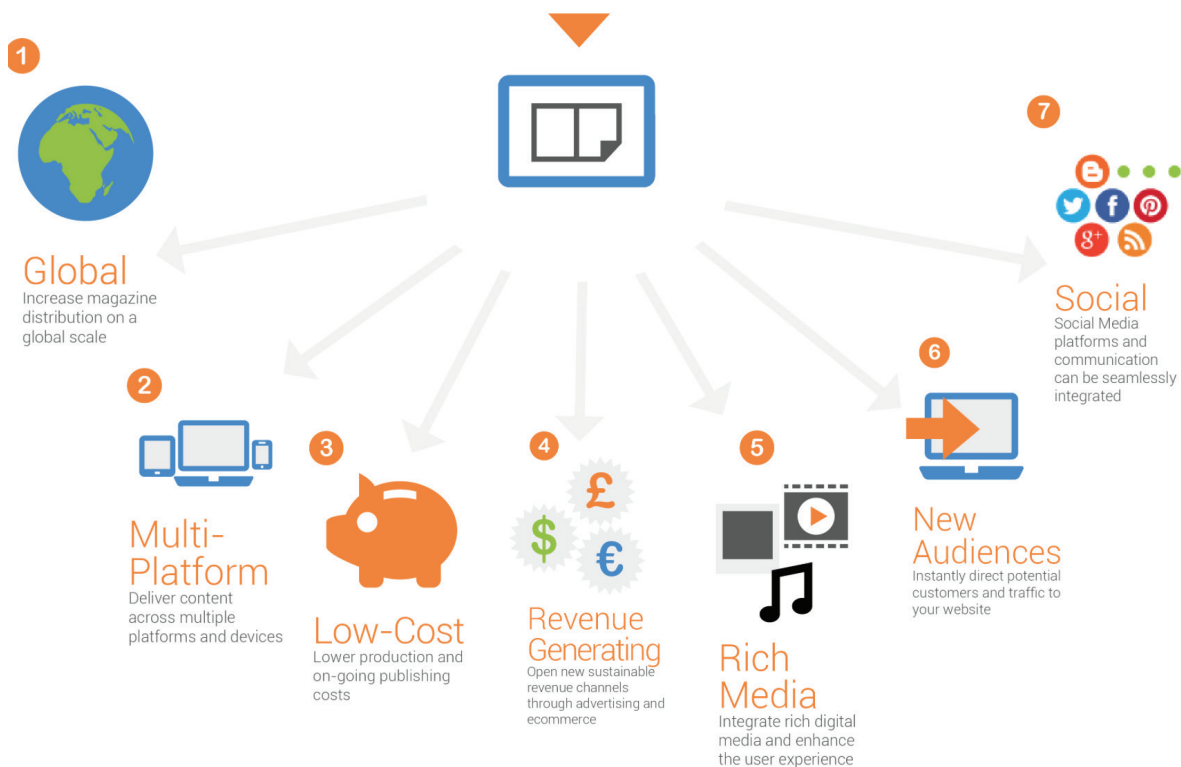 1
Global
Increase magazine
distribution on a
global scale
2
Multi-
Platform
Deliver content
across multiple
platforms and devices
3
Low-Cost
Lower production and
on-going publishing
costs
4
£
$
€
Revenue
Generating
Open new sustainable
revenue channels
through advertising and
ecommerce
5
Rich
Media
Integrate rich digital
media and enhance
the user experience
6
New
Audiences
Instantly direct potential
customers and traffic to
your website
7
f
g+
Social
Social Media
platforms and
communication
can be seamlessly
integrated